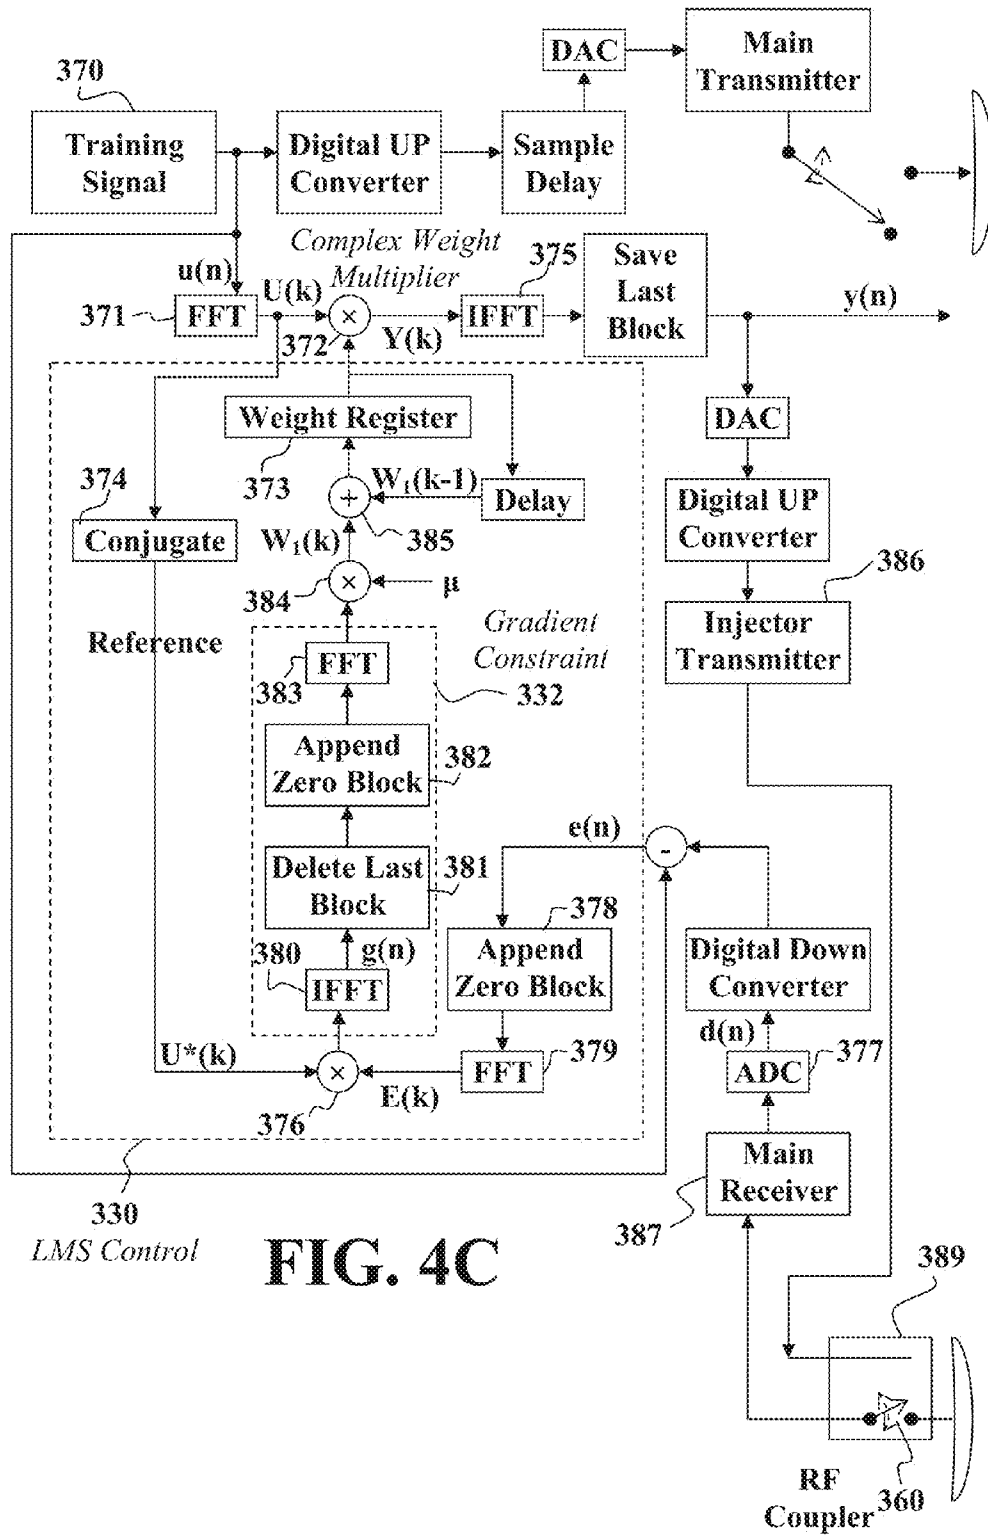 DAC
Main
Transmitter
370
Training
Signal
Digital UP
Converter
Sample
Delay
Complex Weight
Multiplier
375
Save
Last
Block
u(n)
U(k)
371
FFT
×
372
Y(k)
IFFT
y(n)
Weight Register
373
DAC
374
Conjugate
W₁(k-1)
+
385
Delay
Digital UP
Converter
W₁(k)
384
×
μ
386
Injector
Transmitter
Reference
Gradient
Constraint
FFT
383
332
Append
Zero Block
382
e(n)
-
Delete Last
Block
381
378
Append
Zero Block
Digital Down
Converter
380
g(n)
IFFT
d(n)
377
ADC
U*(k)
×
376
E(k)
FFT
379
Main
Receiver
387
330
LMS Control
FIG. 4C
389
RF
Coupler
360